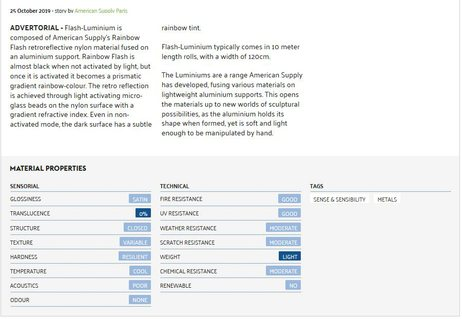 25 October 2019 • story by American Supply Paris
ADVERTORIAL - Flash-Luminium is
composed of American Supply's Rainbow
Flash retroreflective nylon material fused on
an aluminium support. Rainbow Flash is
almost black when not activated by light, but
once it is activated it becomes a prismatic
gradient rainbow-colour. The retro reflection
is achieved through light activating micro-
glass beads on the nylon surface with a
gradient refractive index. Even in non-
activated mode, the dark surface has a subtle
rainbow tint.
Flash-Luminium typically comes in 10 meter
length rolls, with a width of 120cm.
The Luminiums are a range American Supply
has developed, fusing various materials on
lightweight aluminium supports. This opens
the materials up to new worlds of sculptural
possibilities, as the aluminium holds its
shape when formed, yet is soft and light
enough to be manipulated by hand.
MATERIAL PROPERTIES
SENSORIAL
GLOSSINESS SATIN
TRANSLUCENCE 0%
STRUCTURE CLOSED
TEXTURE VARIABLE
HARDNESS RESILIENT
TEMPERATURE COOL
ACOUSTICS POOR
ODOUR NONE
TECHNICAL
FIRE RESISTANCE GOOD
UV RESISTANCE GOOD
WEATHER RESISTANCE MODERATE
SCRATCH RESISTANCE MODERATE
WEIGHT LIGHT
CHEMICAL RESISTANCE MODERATE
RENEWABLE NO
TAGS
SENSE & SENSIBILITY METALS